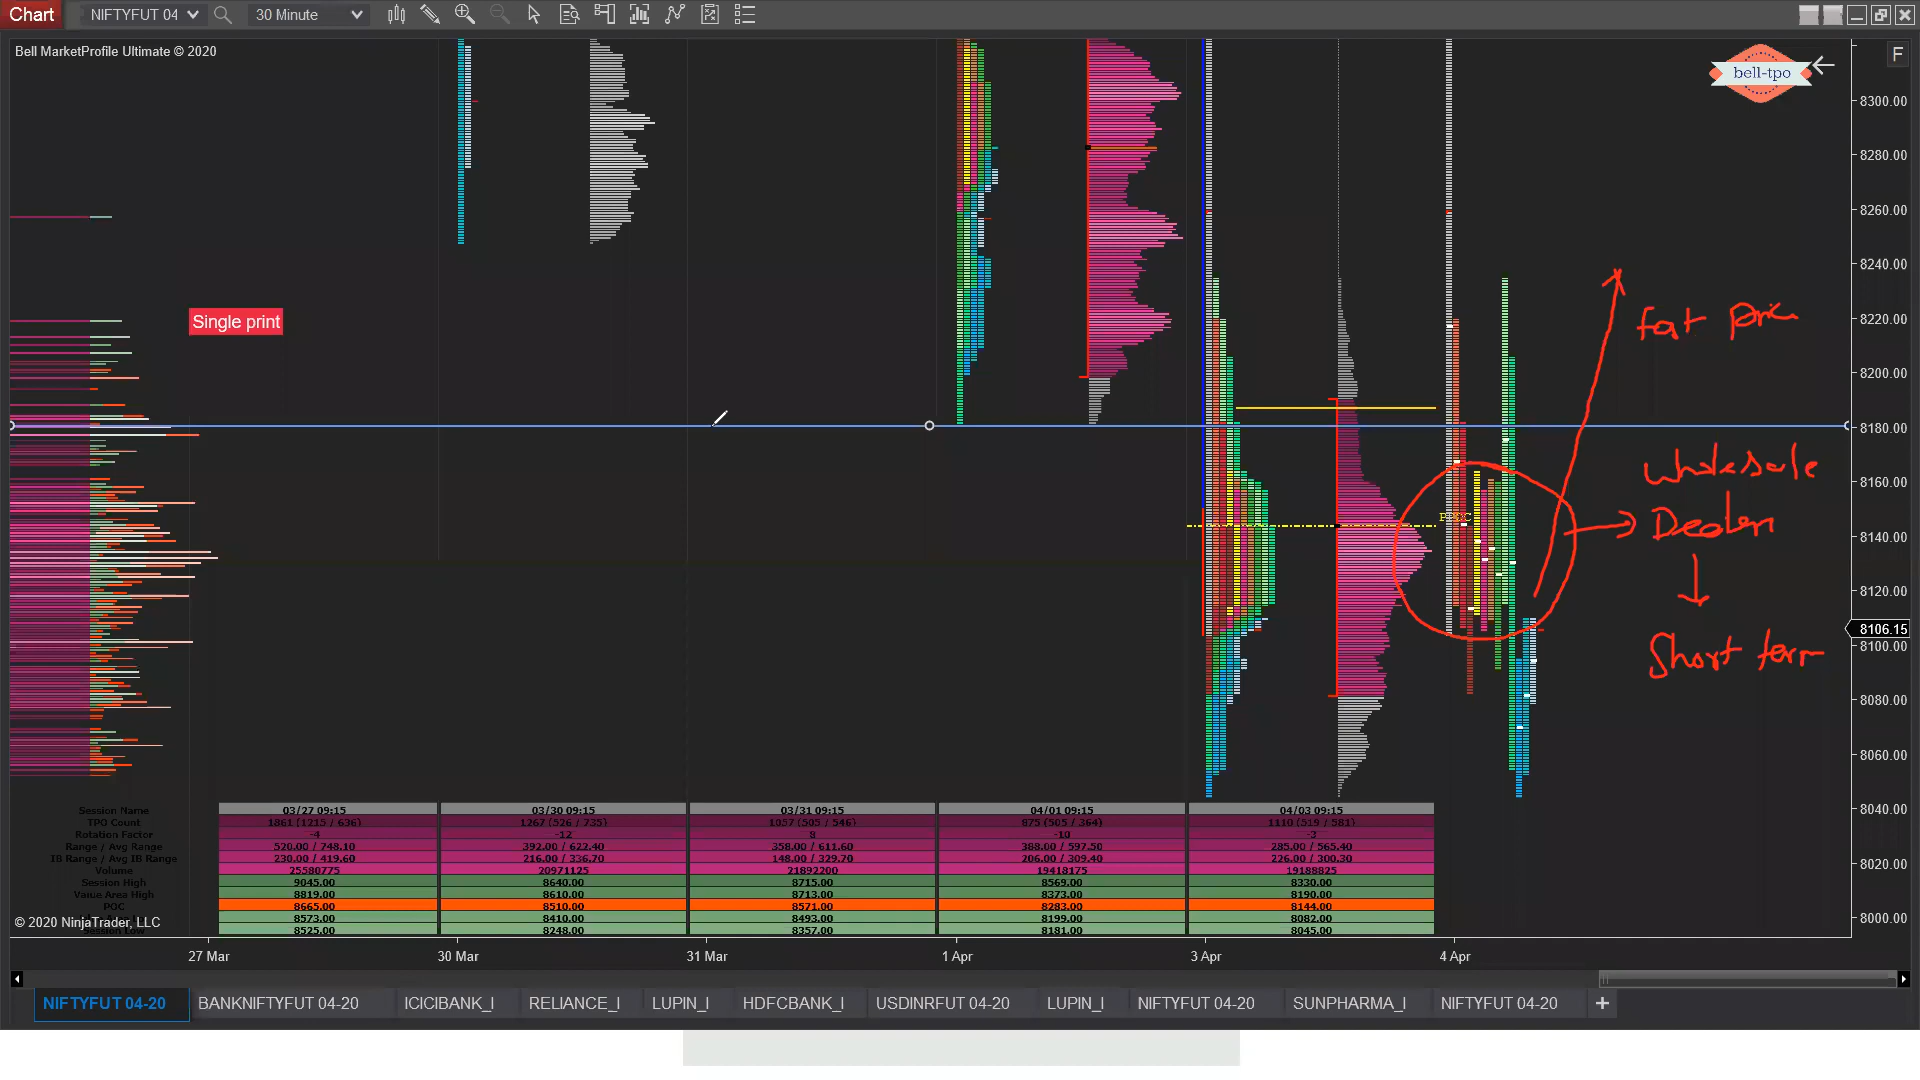 Chart
NIFTYFUT 04
30 Minute
Bell MarketProfile Ultimate © 2020
bell-tpo
F
8300.00
8280.00
8260.00
8240.00
8220.00
8200.00
8180.00
8160.00
8140.00
8120.00
8106.15
8100.00
8080.00
8060.00
8040.00
8020.00
8000.00
Single print
fat
Wholesale
Short term
Session Name 03/27 09:15 03/30 09:15 03/31 09:15 04/01 09:15 04/03 09:15
TPO Count 1861 (1215 / 636) 1267 (526 / 735) 1057 (505 / 546) 875 (505 / 364) 1110 (519 / 581)
Rotation Factor -4 -12 8 -10 -3
Range / Avg Range 520.00 / 748.10 392.00 / 622.40 358.00 / 611.60 388.00 / 597.50 285.00 / 565.40
IB Range / Avg IB Range 230.00 / 419.60 216.00 / 336.70 148.00 / 329.70 206.00 / 309.40 226.00 / 300.30
Volume 25580775 20971125 21892200 19418175 19188825
Session High 9045.00 8640.00 8715.00 8569.00 8330.00
Value Area High 8819.00 8610.00 8713.00 8373.00 8190.00
POC 8665.00 8510.00 8571.00 8283.00 8144.00
8573.00 8410.00 8493.00 8199.00 8082.00
8525.00 8248.00 8357.00 8181.00 8045.00
© 2020 NinjaTrader, LLC
27 Mar 30 Mar 31 Mar 1 Apr 3 Apr 4 Apr
NIFTYFUT 04-20 BANKNIFTYFUT 04-20 ICICIBANK_I RELIANCE_I LUPIN_I HDFCBANK_I USDINRFUT 04-20 LUPIN_I NIFTYFUT 04-20 SUNPHARMA_I NIFTYFUT 04-20 +